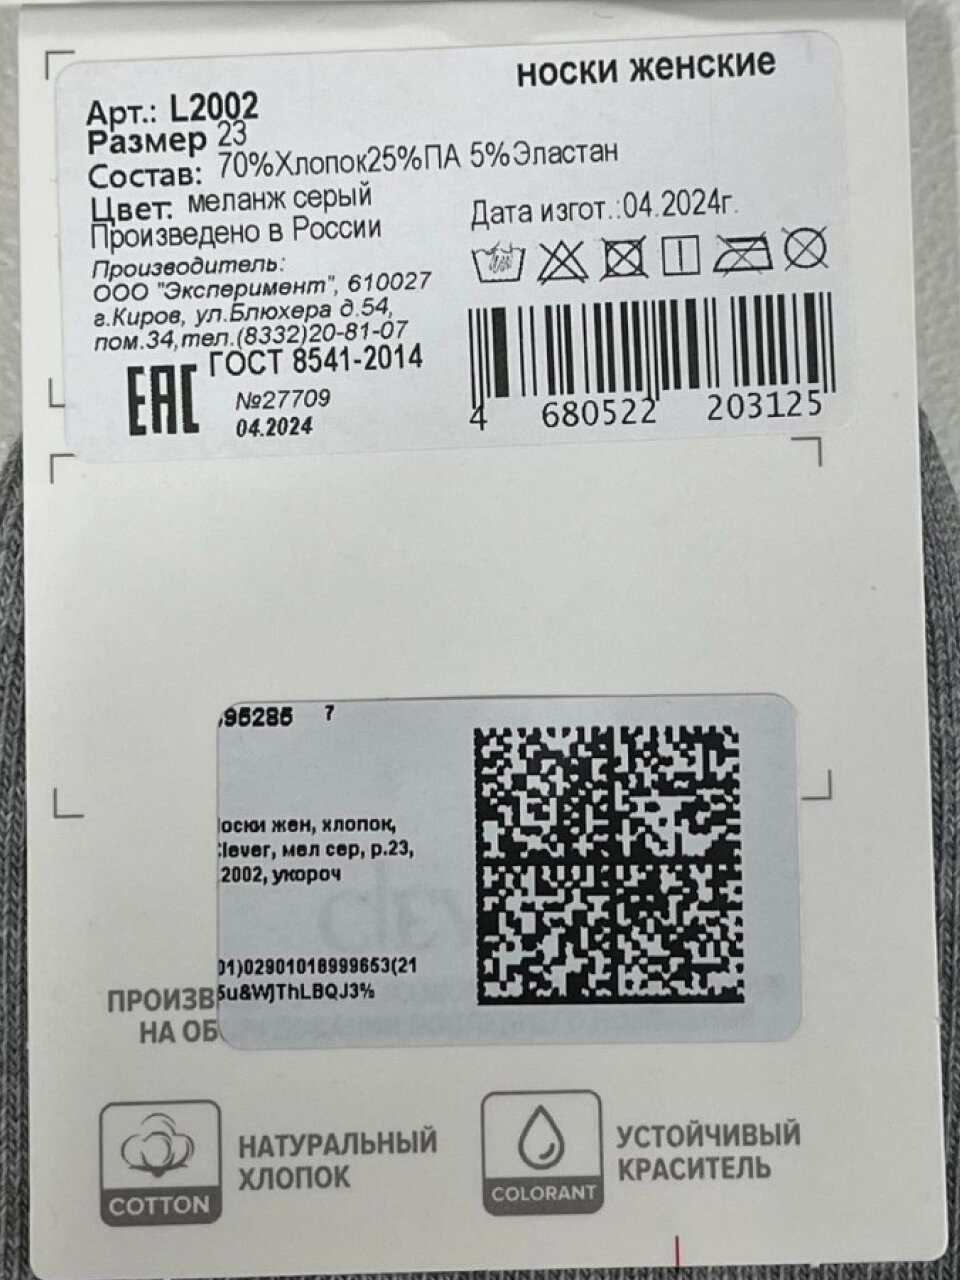 носки женские
Арт.: L2002
Размер 23
Состав: 70%Хлопок25%ПА 5%Эластан
Цвет: меланж серый
Произведено в России
Дата изгот.:04.2024г.
Производитель:
ООО "Эксперимент", 610027
г.Киров, ул.Блюхера д.54,
пом.34,тел.(8332)20-81-07
ЕАС ГОСТ 8541-2014
№27709
04.2024
4 680522 203125
95285 7
оски жен, хлопок,
lever, мел сер, р.23,
2002, укороч
01)02901018999653(21
5u&WJThLBQJ3%
ПРОИЗВ
НА ОБ
COTTON
НАТУРАЛЬНЫЙ
ХЛОПОК
COLORANT
УСТОЙЧИВЫЙ
КРАСИТЕЛЬ